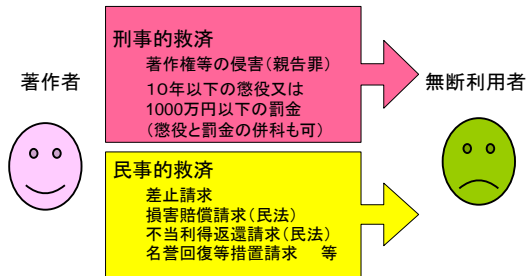 著作者
刑事的救済
著作権等の侵害(親告罪)
10年以下の懲役又は
1000万円以下の罰金
(懲役と罰金の併科も可)
無断利用者
民事的救済
差止請求
損害賠償請求(民法)
不当利得返還請求(民法)
名誉回復等措置請求 等